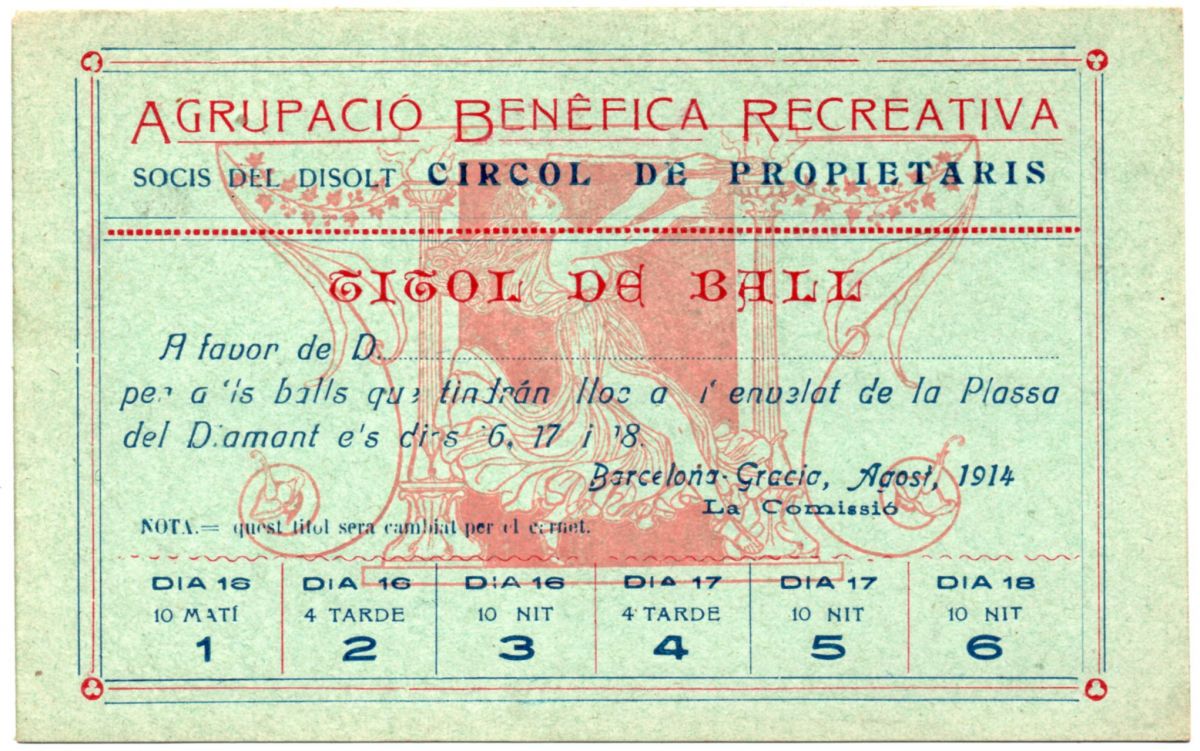 AGRUPACIÓ BENÊFICA RECREATIVA
SOCIS DEL DISOLT CIRCOL DE PROPIETARIS
TITOL DE BALL
A favor de D.
per a 'ls balls que tindrán lloc a l' envelat de la Plassa
del Diamant els dies 16, 17 i 18.
Barcelona-Gracia, Agost, 1914
La Comissió
NOTA.= quest titol sera cambiat per el carnet.
DIA 16 DIA 16 DIA 16 DIA 17 DIA 17 DIA 18
10 MATÍ 4 TARDE 10 NIT 4 TARDE 10 NIT 10 NIT
1 2 3 4 5 6